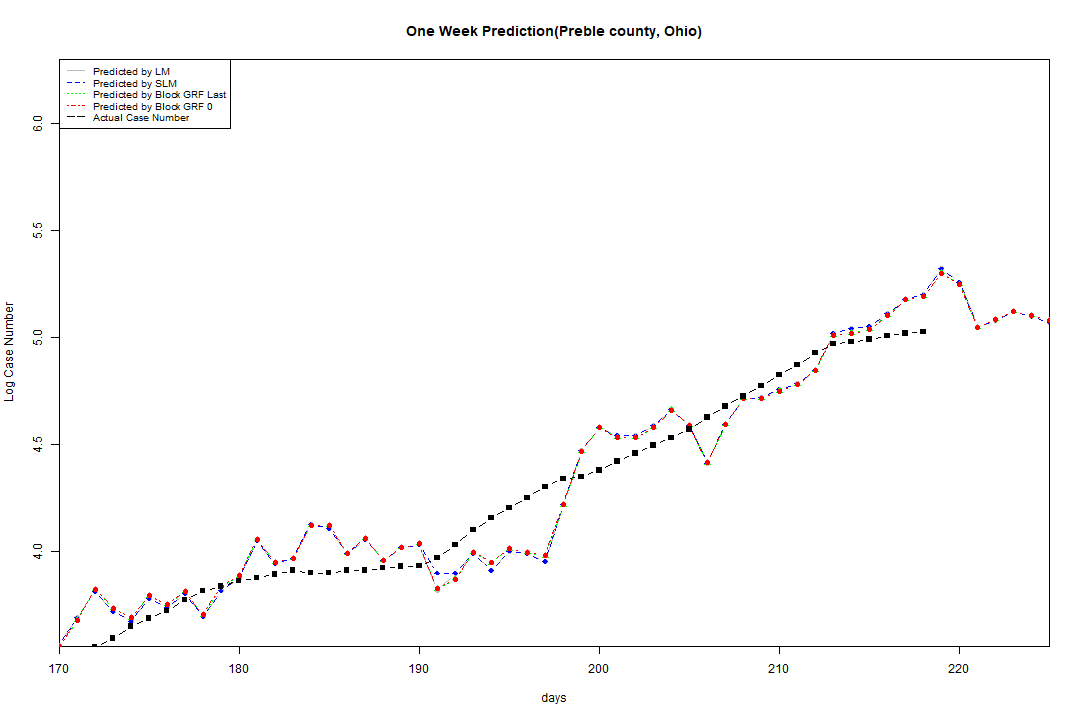 One Week Prediction(Preble county, Ohio)
Predicted by LM
Predicted by SLM
Predicted by Block GRF Last
Predicted by Block GRF 0
Actual Case Number
6.0
5.5
5.0
4.5
4.0
Log Case Number
170 180 190 200 210 220
days